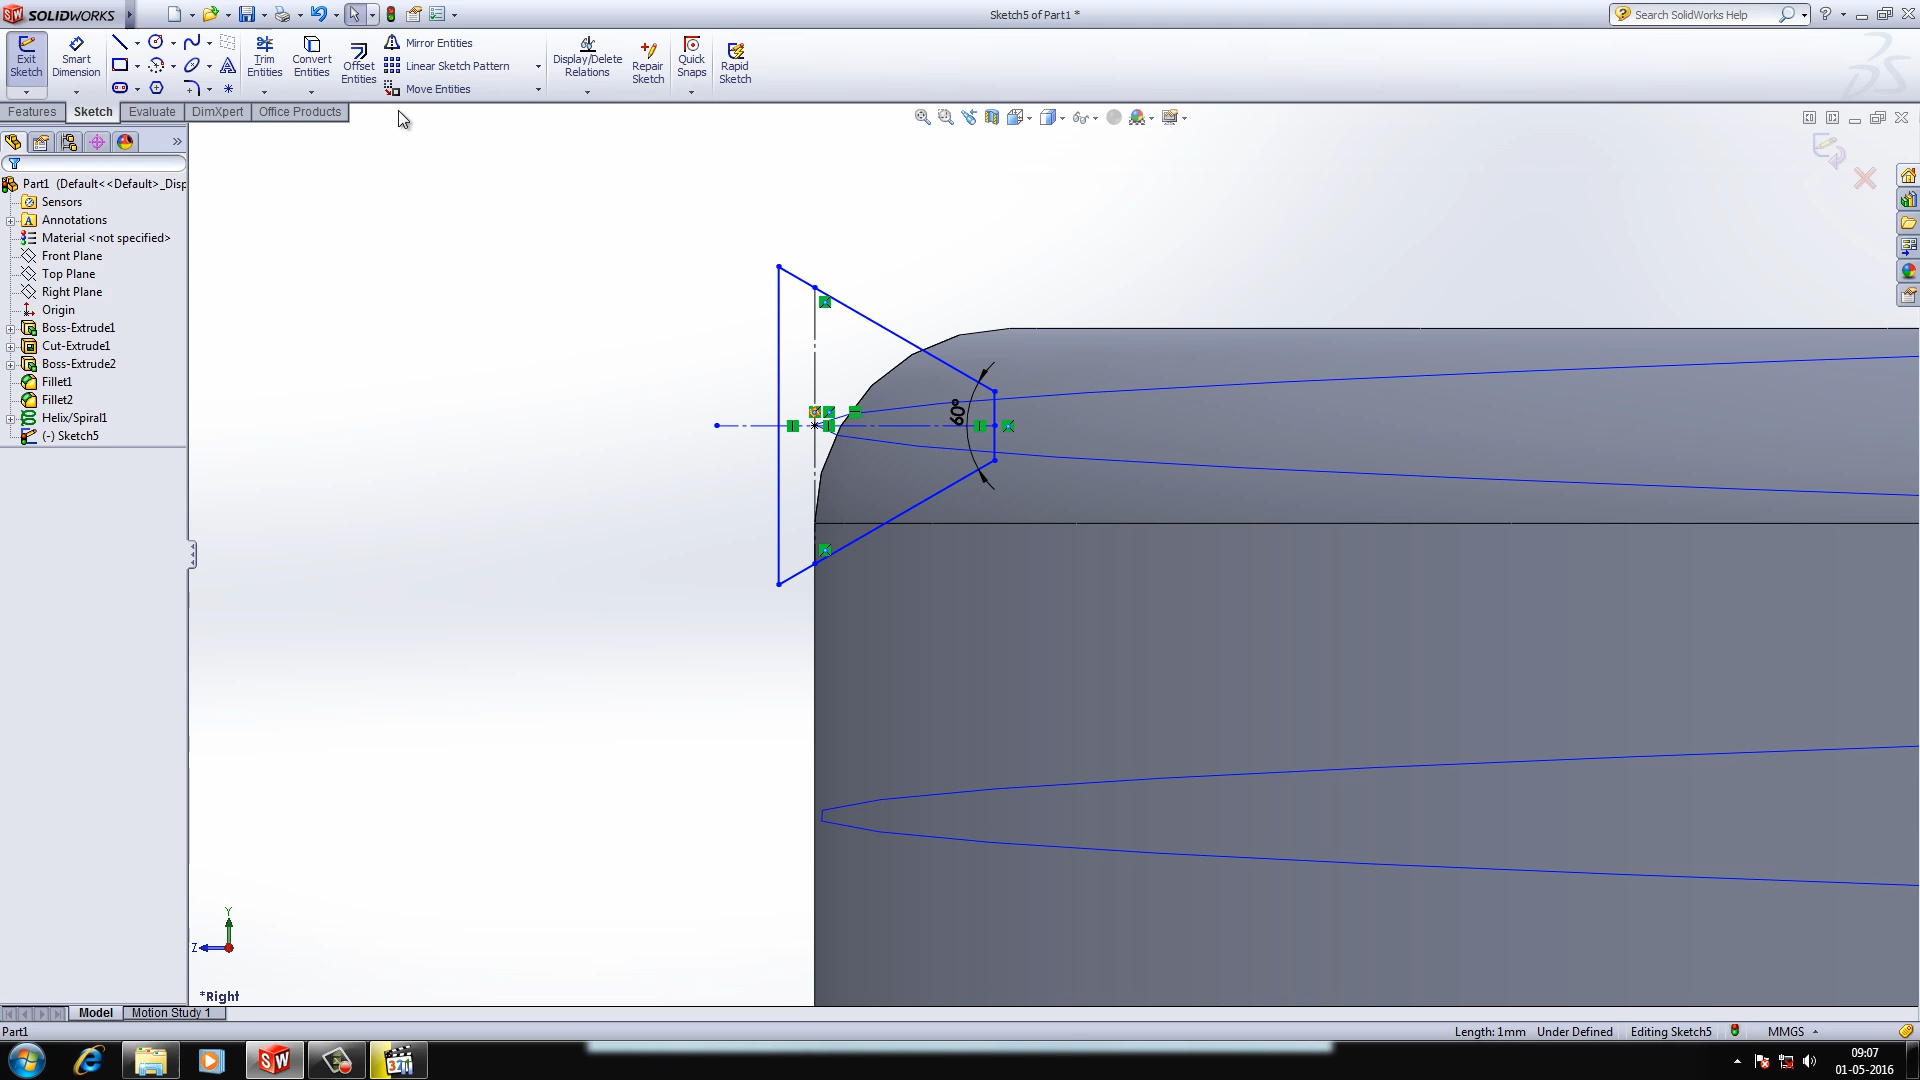 SOLIDWORKS
Sketch5 of Part1 *
Search SolidWorks Help
Exit Sketch
Smart Dimension
Trim Entities
Convert Entities
Offset Entities
Mirror Entities
Linear Sketch Pattern
Move Entities
Display/Delete Relations
Repair Sketch
Quick Snaps
Rapid Sketch
Features
Sketch
Evaluate
DimXpert
Office Products
Part1 (Default<<Default>_Disp
Sensors
Annotations
Material <not specified>
Front Plane
Top Plane
Right Plane
Origin
Boss-Extrude1
Cut-Extrude1
Boss-Extrude2
Fillet1
Fillet2
Helix/Spiral1
(-) Sketch5
60°
Y
Z
*Right
Model
Motion Study 1
Part1
Length: 1mm
Under Defined
Editing Sketch5
MMGS
09:07
01-05-2016